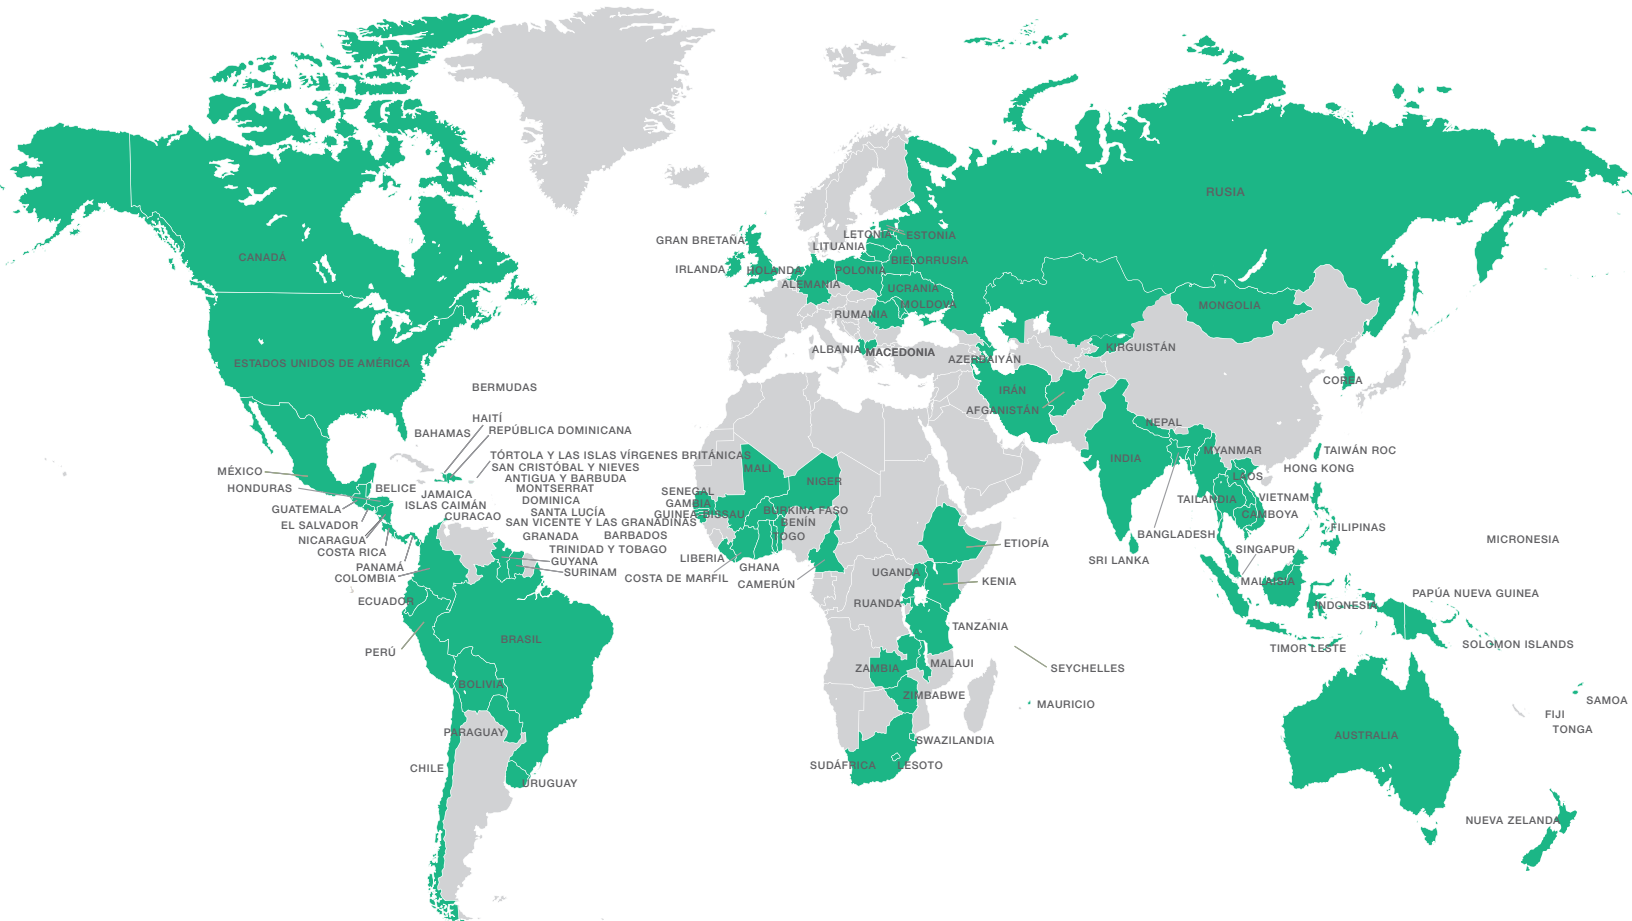 RUSIA
CANADÁ
GRAN BRETAÑA
IRLANDA
HOLANDA
ALEMANIA
POLONIA
LETONIA
ESTONIA
LITUANIA
BIELORRUSIA
UCRANIA
MOLDOVA
RUMANIA
ALBANIA
MACEDONIA
AZERBAIYÁN
KIRGUISTÁN
MONGOLIA
COREA
IRÁN
AFGANISTÁN
NEPAL
INDIA
MYANMAR
TAIWÁN ROC
HONG KONG
LAOS
TAILANDIA
VIETNAM
CAMBOYA
FILIPINAS
BANGLADESH
SRI LANKA
SINGAPUR
MALAISIA
INDONESIA
TIMOR LESTE
MICRONESIA
PAPÚA NUEVA GUINEA
SOLOMON ISLANDS
SAMOA
FIJI
TONGA
AUSTRALIA
NUEVA ZELANDA
ESTADOS UNIDOS DE AMÉRICA
BERMUDAS
HAITÍ
REPÚBLICA DOMINICANA
BAHAMAS
MÉXICO
HONDURAS
BELICE
GUATEMALA
EL SALVADOR
NICARAGUA
COSTA RICA
PANAMÁ
COLOMBIA
JAMAICA
ISLAS CAIMÁN
CURACAO
TÓRTOLA Y LAS ISLAS VÍRGENES BRITÁNICAS
SAN CRISTÓBAL Y NIEVES
ANTIGUA Y BARBUDA
MONTSERRAT
DOMINICA
SANTA LUCÍA
SAN VICENTE Y LAS GRANADINAS
GRANADA
BARBADOS
TRINIDAD Y TOBAGO
GUYANA
SURINAM
ECUADOR
PERÚ
BRASIL
BOLIVIA
PARAGUAY
CHILE
URUGUAY
MALI
NIGER
SENEGAL
GAMBIA
GUINEA-BISSAU
BURKINA FASO
BENÍN
TOGO
LIBERIA
GHANA
COSTA DE MARFIL
CAMERÚN
ETIOPÍA
UGANDA
KENIA
RUANDA
TANZANIA
SEYCHELLES
ZAMBIA
MALAUI
ZIMBABWE
MAURICIO
SWAZILANDIA
SUDÁFRICA
LESOTO